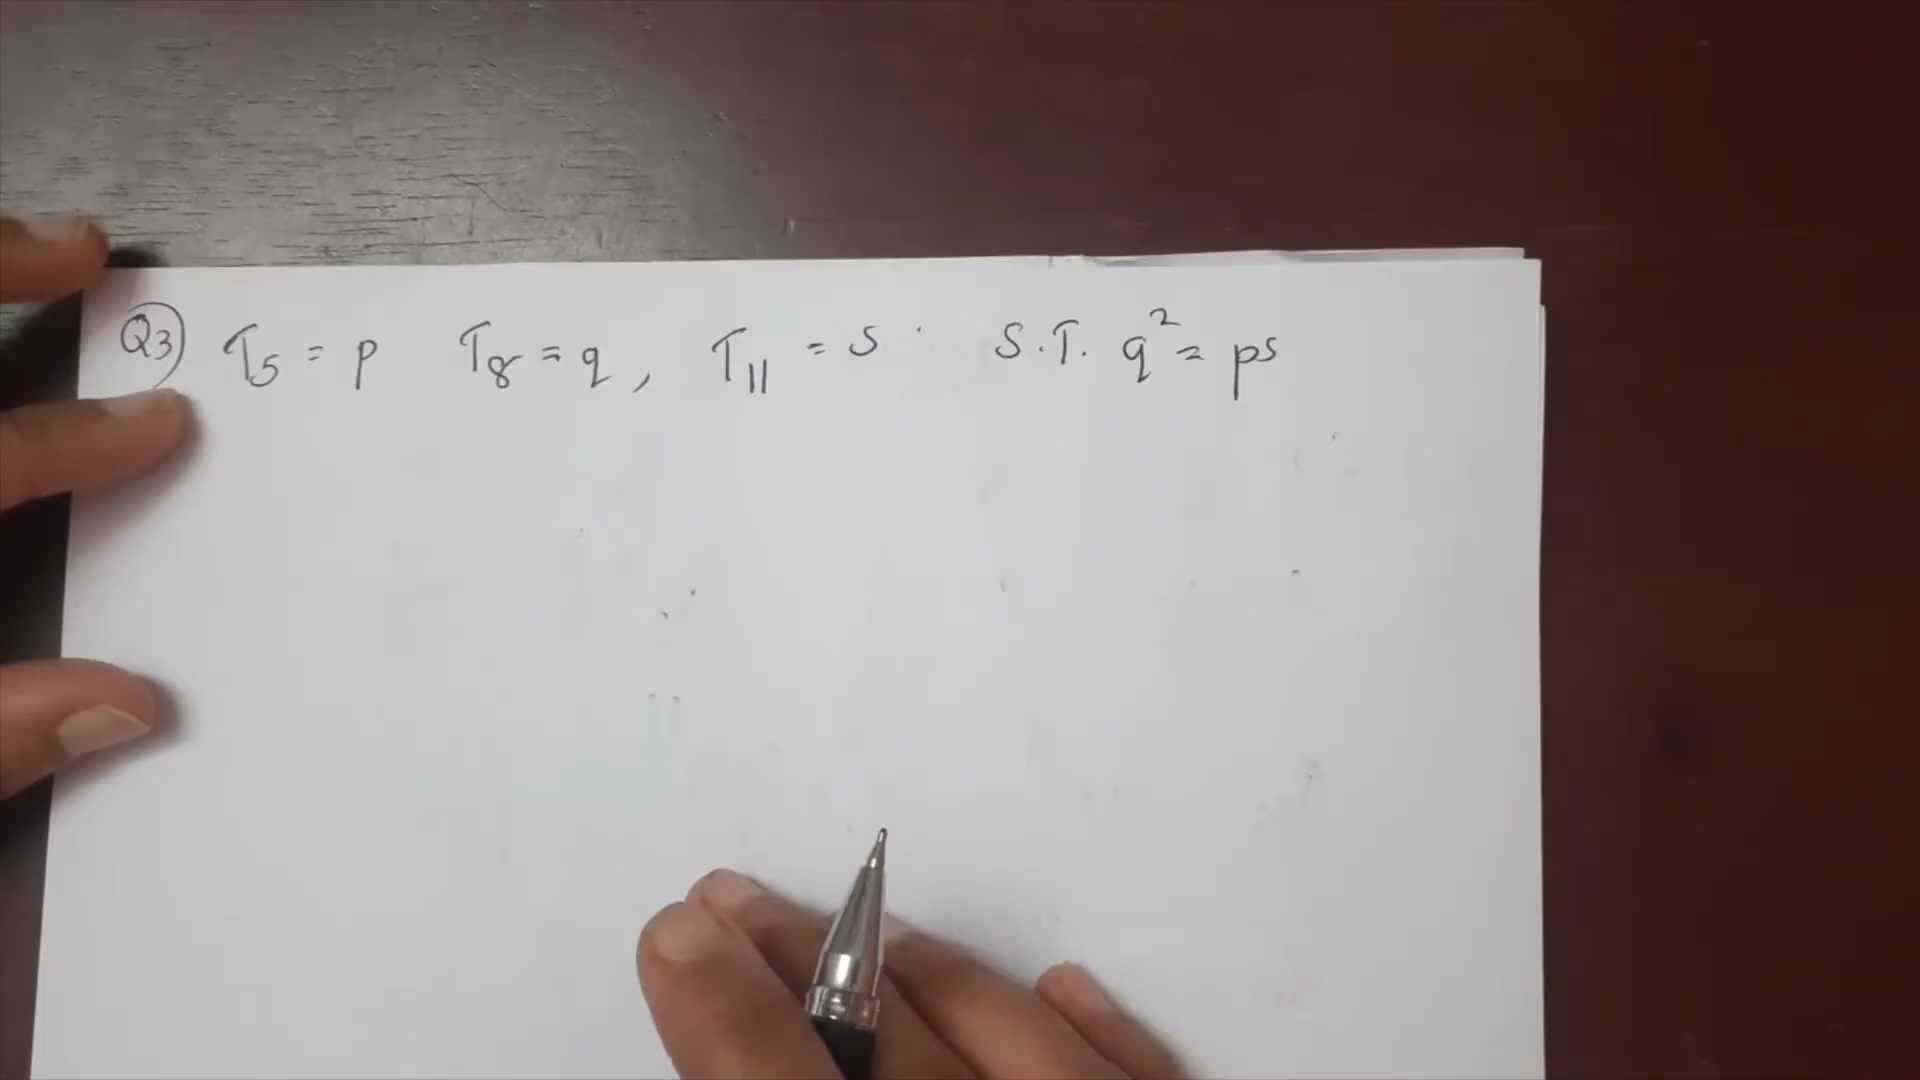 Q3) T₅ = p T₈ = q, T₁₁ = s. S.T. q² = ps